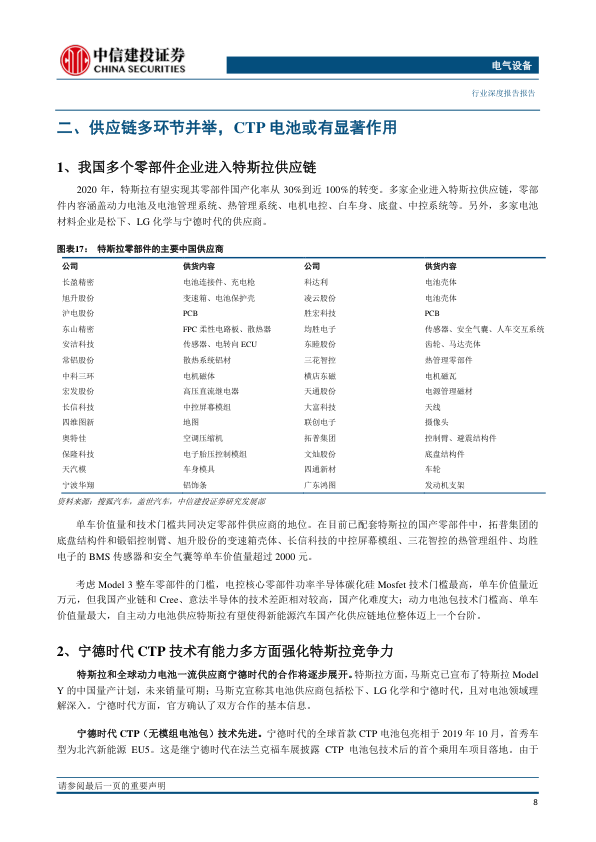 中信建投证券
CHINA SECURITIES
电气设备
行业深度报告报告
二、供应链多环节并举，CTP 电池或有显著作用
1、我国多个零部件企业进入特斯拉供应链
2020 年，特斯拉有望实现其零部件国产化率从 30%到近 100%的转变。多家企业进入特斯拉供应链，零部
件内容涵盖动力电池及电池管理系统、热管理系统、电机电控、白车身、底盘、中控系统等。另外，多家电池
材料企业是松下、LG 化学与宁德时代的供应商。
图表17： 特斯拉零部件的主要中国供应商
公司 供货内容 公司 供货内容
长盈精密 电池连接件、充电枪 科达利 电池壳体
旭升股份 变速箱、电池保护壳 凌云股份 电池壳体
沪电股份 PCB 胜宏科技 PCB
东山精密 FPC 柔性电路板、散热器 均胜电子 传感器、安全气囊、人车交互系统
安洁科技 传感器、电转向 ECU 东睦股份 齿轮、马达壳体
常铝股份 散热系统铝材 三花智控 热管理零部件
中科三环 电机磁体 横店东磁 电机磁瓦
宏发股份 高压直流继电器 天通股份 电源管理磁材
长信科技 中控屏幕模组 大富科技 天线
四维图新 地图 联创电子 摄像头
奥特佳 空调压缩机 拓普集团 控制臂、避震结构件
保隆科技 电子胎压控制模组 文灿股份 底盘结构件
天汽模 车身模具 四通新材 车轮
宁波华翔 铝饰条 广东鸿图 发动机支架
资料来源：搜狐汽车，盖世汽车，中信建投证券研究发展部
单车价值量和技术门槛共同决定零部件供应商的地位。在目前已配套特斯拉的国产零部件中，拓普集团的
底盘结构件和锻铝控制臂、旭升股份的变速箱壳体、长信科技的中控屏幕模组、三花智控的热管理组件、均胜
电子的 BMS 传感器和安全气囊等单车价值量超过 2000 元。
考虑 Model 3 整车零部件的门槛，电控核心零部件功率半导体碳化硅 Mosfet 技术门槛最高，单车价值量近
万元，但我国产业链和 Cree、意法半导体的技术差距相对较高，国产化难度大；动力电池包技术门槛高、单车
价值量最大，自主动力电池供应特斯拉有望使得新能源汽车国产化供应链地位整体迈上一个台阶。
2、宁德时代 CTP 技术有能力多方面强化特斯拉竞争力
特斯拉和全球动力电池一流供应商宁德时代的合作将逐步展开。特斯拉方面，马斯克已宣布了特斯拉 Model
Y 的中国量产计划，未来销量可期；马斯克宣称其电池供应商包括松下、LG 化学和宁德时代，且对电池领域理
解深入。宁德时代方面，官方确认了双方合作的基本信息。
宁德时代 CTP（无模组电池包）技术先进。宁德时代的全球首款 CTP 电池包亮相于 2019 年 10 月，首秀车
型为北汽新能源 EU5。这是继宁德时代在法兰克福车展披露 CTP 电池包技术后的首个乘用车项目落地。由于
请参阅最后一页的重要声明
8